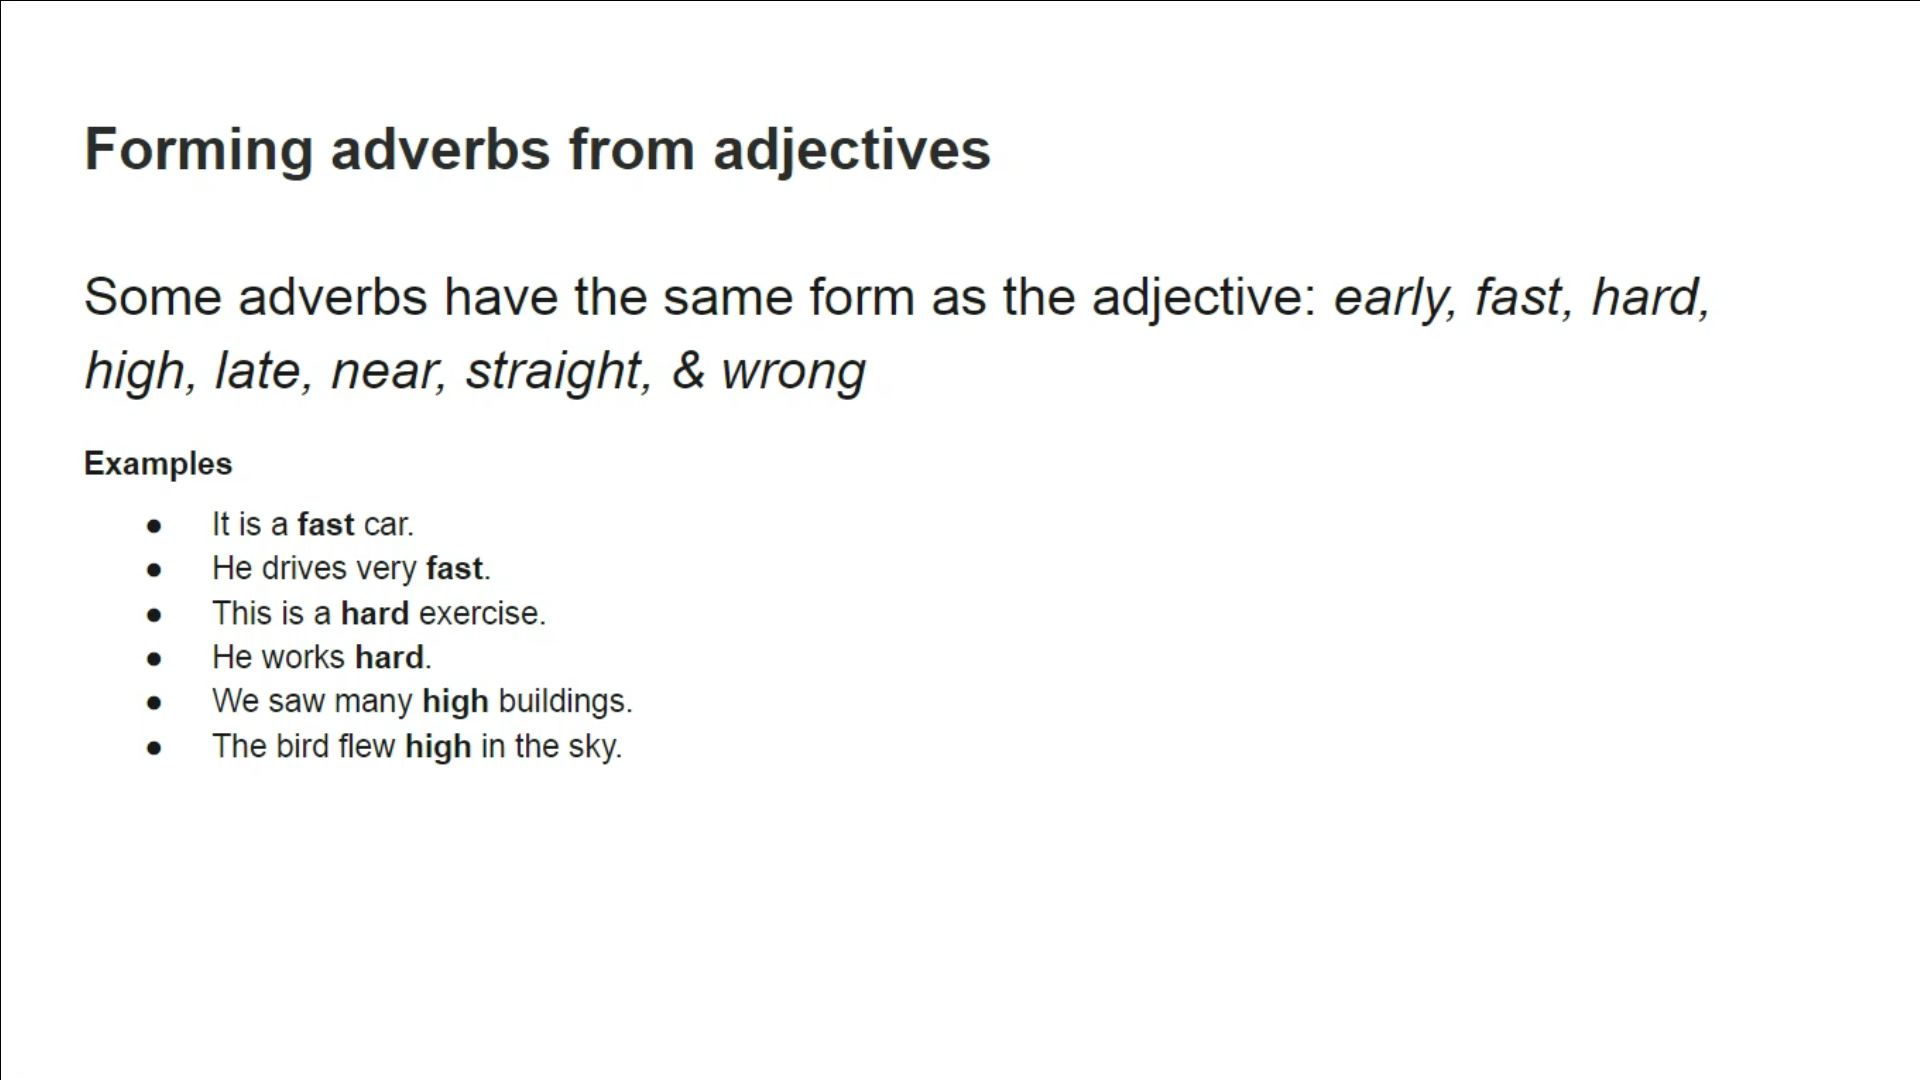 Forming adverbs from adjectives
Some adverbs have the same form as the adjective: early, fast, hard,
high, late, near, straight, & wrong
Examples
● It is a fast car.
● He drives very fast.
● This is a hard exercise.
● He works hard.
● We saw many high buildings.
● The bird flew high in the sky.